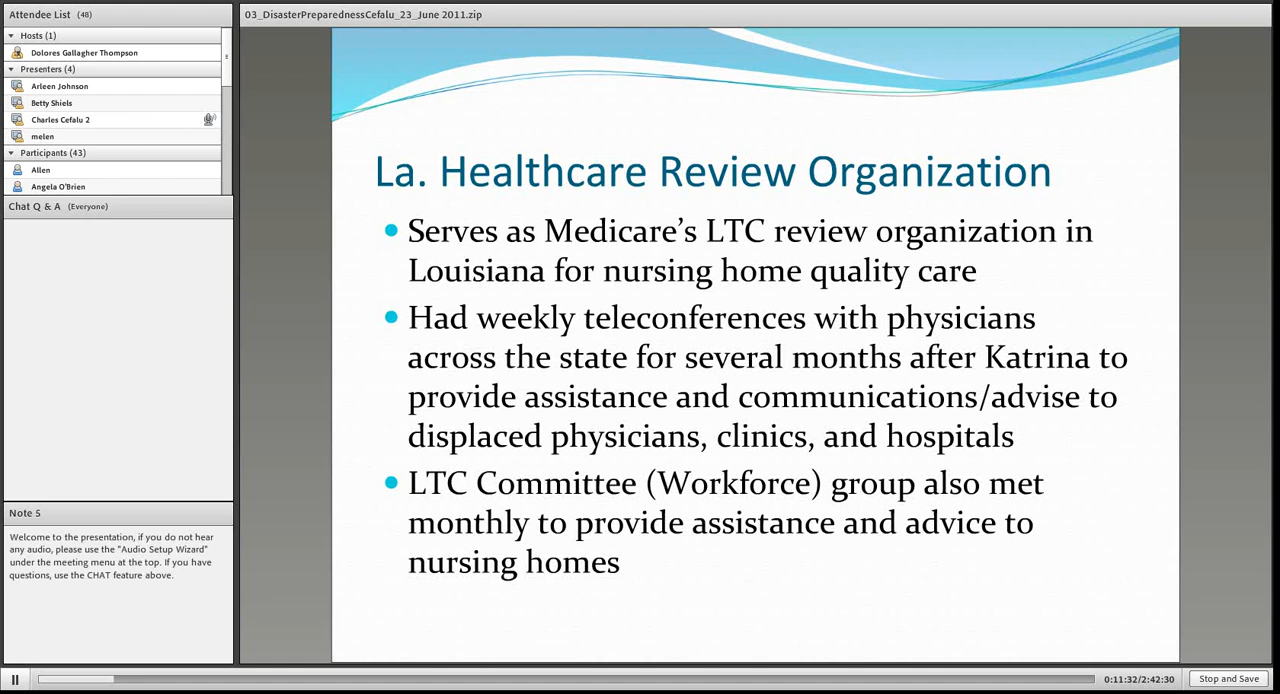 Attendee List (48)
Hosts (1)
Dolores Gallagher Thompson
Presenters (4)
Arleen Johnson
Betty Shiels
Charles Cefalu 2
melen
Participants (43)
Allen
Angela O'Brien
Chat Q & A (Everyone)
Note 5
Welcome to the presentation, if you do not hear
any audio, please use the "Audio Setup Wizard"
under the meeting menu at the top. If you have
questions, use the CHAT feature above.
03_DisasterPreparednessCefalu_23_June 2011.zip
La. Healthcare Review Organization
• Serves as Medicare’s LTC review organization in
Louisiana for nursing home quality care
• Had weekly teleconferences with physicians
across the state for several months after Katrina to
provide assistance and communications/advise to
displaced physicians, clinics, and hospitals
• LTC Committee (Workforce) group also met
monthly to provide assistance and advice to
nursing homes
0:11:32/2:42:30
Stop and Save